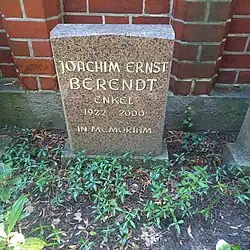 JOACHIM ERNST
BERENDT
ENKEL
1922 2000
IN MEMORIAM